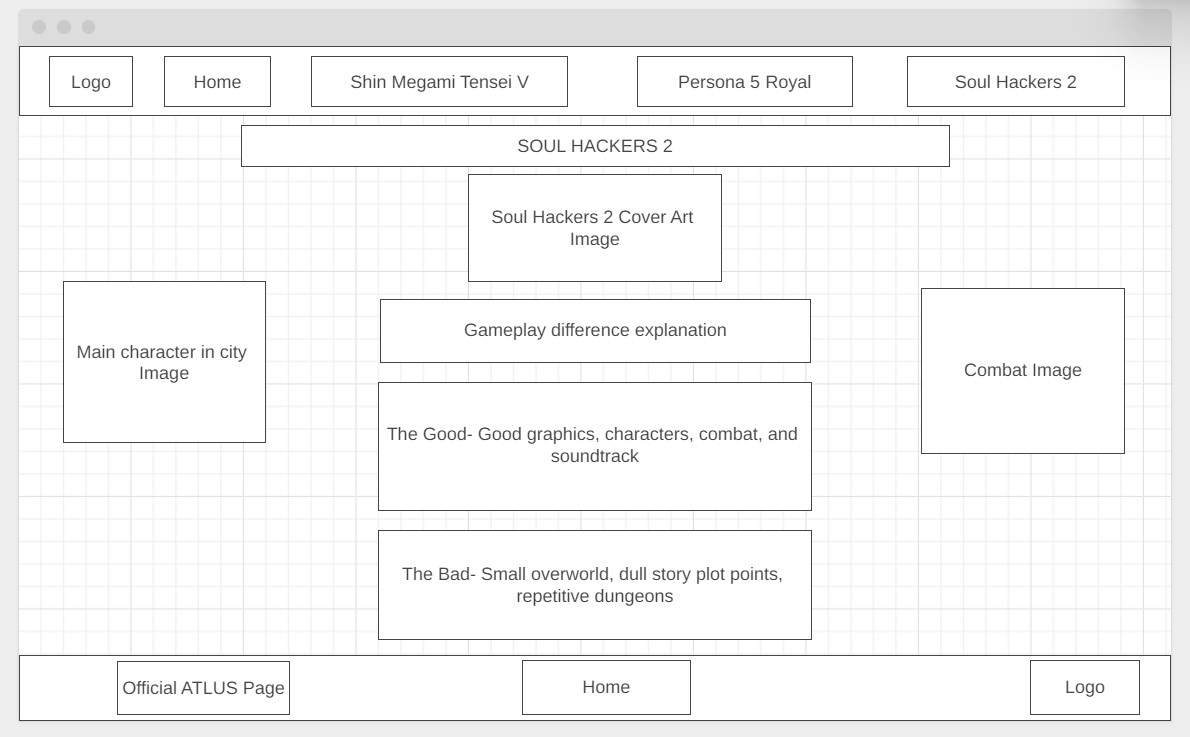 Logo
Home
Shin Megami Tensei V
Persona 5 Royal
Soul Hackers 2
SOUL HACKERS 2
Soul Hackers 2 Cover Art
Image
Main character in city
Image
Gameplay difference explanation
Combat Image
The Good- Good graphics, characters, combat, and
soundtrack
The Bad- Small overworld, dull story plot points,
repetitive dungeons
Official ATLUS Page
Home
Logo